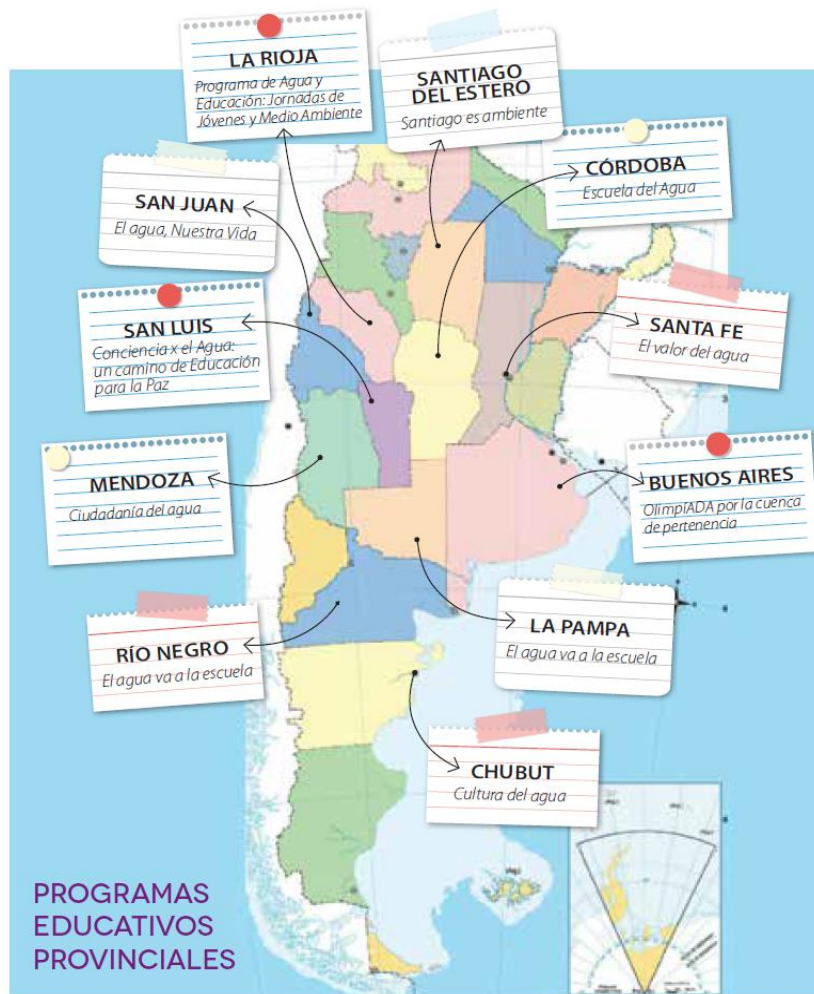 LA RIOJA
Programa de Agua y
Educación: Jornadas de
Jóvenes y Medio Ambiente
SANTIAGO
DEL ESTERO
Santiago es ambiente
CÓRDOBA
Escuela del Agua
SAN JUAN
El agua, Nuestra Vida
SANTA FE
El valor del agua
SAN LUIS
Conciencia x el Agua:
un camino de Educación
para la Paz
MENDOZA
Ciudadanía del agua
BUENOS AIRES
OlimpíADA por la cuenca
de pertenencia
LA PAMPA
El agua va a la escuela
RÍO NEGRO
El agua va a la escuela
CHUBUT
Cultura del agua
PROGRAMAS
EDUCATIVOS
PROVINCIALES